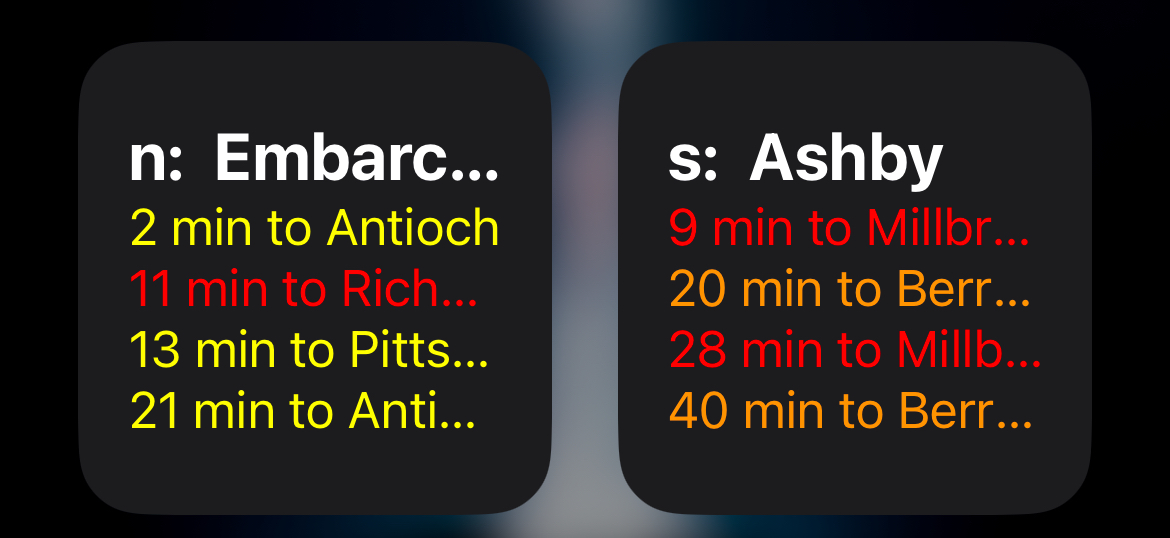 n: Embarc...
2 min to Antioch
11 min to Rich...
13 min to Pitts...
21 min to Anti...
s: Ashby
9 min to Millbr...
20 min to Berr...
28 min to Millb...
40 min to Berr...